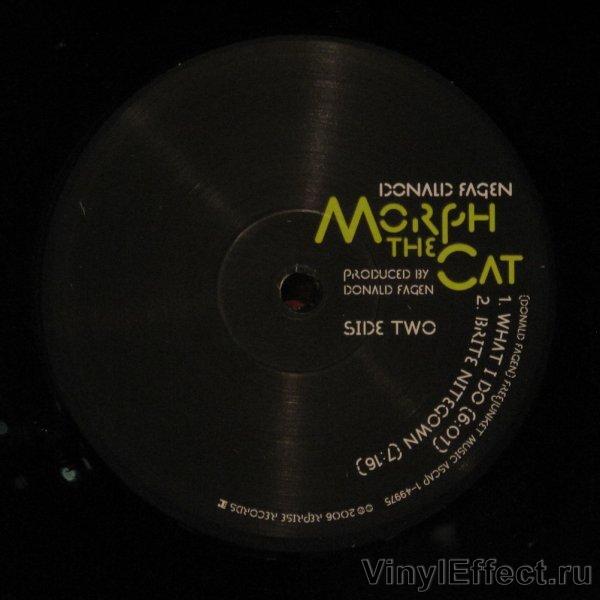 DONALD FAGEN
MORPH
THE
CAT
PRODUCED BY
DONALD FAGEN
SIDE TWO
1. WHAT I DO (6:01)
2. BRITE NITEGOWN (7:16)
(DONALD FAGEN) FREEJUNKET MUSIC ASCAP 1-49975
℗©2006 REPRISE RECORDS
VinylEffect.ru